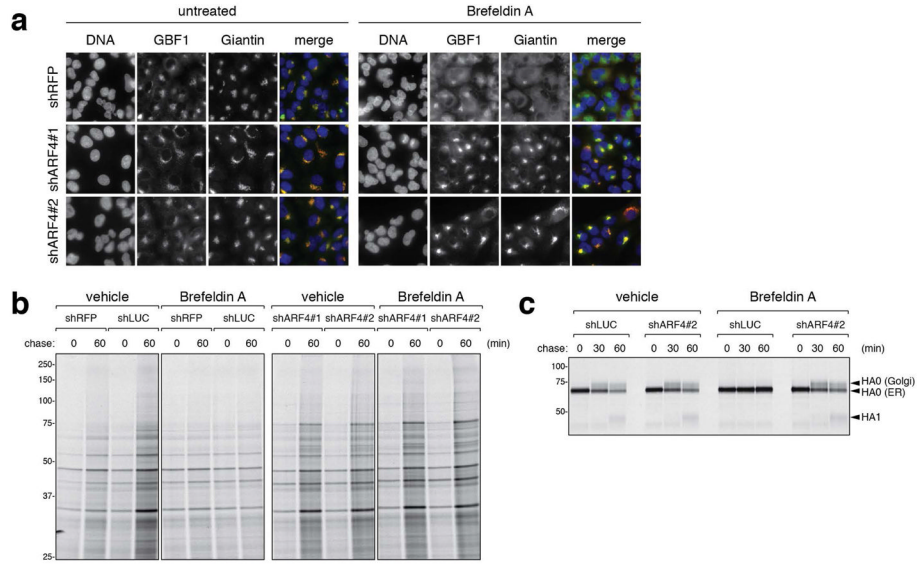 a
untreated Brefeldin A
DNA GBF1 Giantin merge DNA GBF1 Giantin merge
shRFP
shARF4#1
shARF4#2
b
vehicle Brefeldin A vehicle Brefeldin A
shRFP shLUC shRFP shLUC shARF4#1 shARF4#2 shARF4#1 shARF4#2
chase: 0 60 0 60 0 60 0 60 0 60 0 60 0 60 0 60 (min)
250-
150-
100-
75-
50-
37-
25-
c
vehicle Brefeldin A
shLUC shARF4#2 shLUC shARF4#2
chase: 0 30 60 0 30 60 0 30 60 0 30 60 (min)
100-
75-
50-
HA0 (Golgi)
HA0 (ER)
HA1